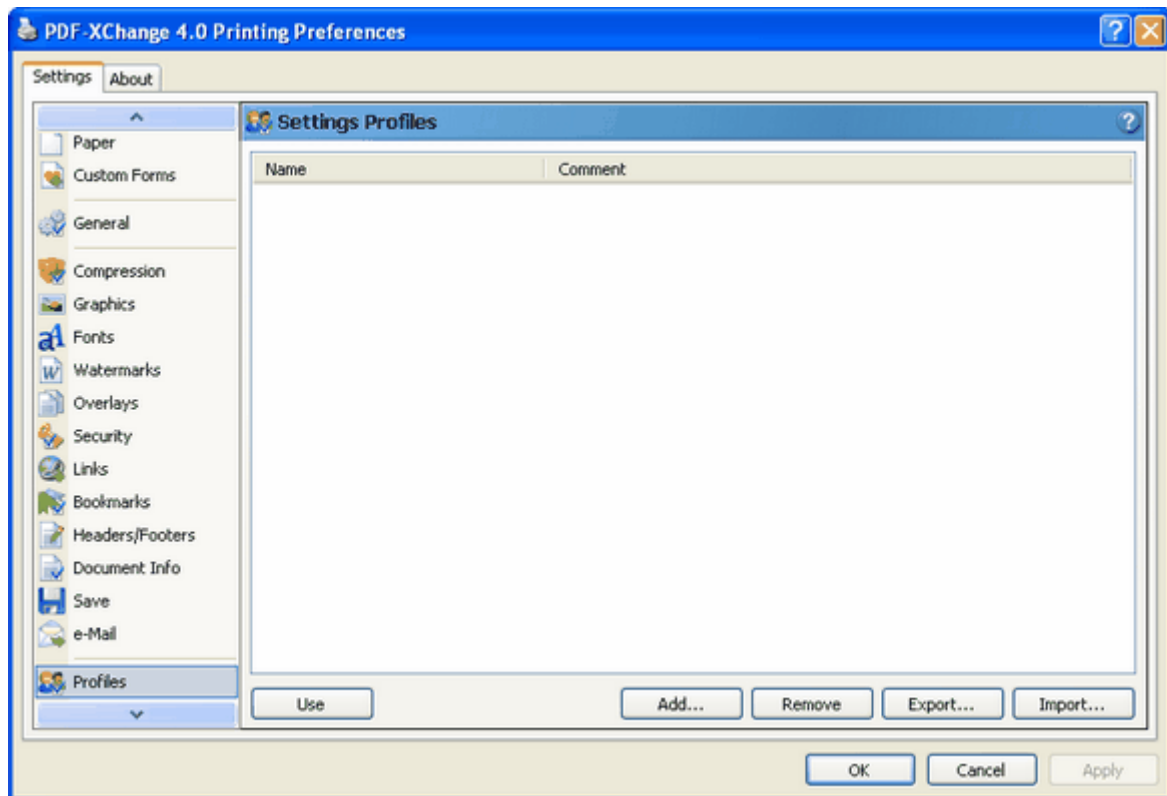 PDF-XChange 4.0 Printing Preferences
Settings About
Settings Profiles
Paper
Custom Forms
General
Compression
Graphics
Fonts
Watermarks
Overlays
Security
Links
Bookmarks
Headers/Footers
Document Info
Save
e-Mail
Profiles
Name Comment
Use Add... Remove Export... Import...
OK Cancel Apply